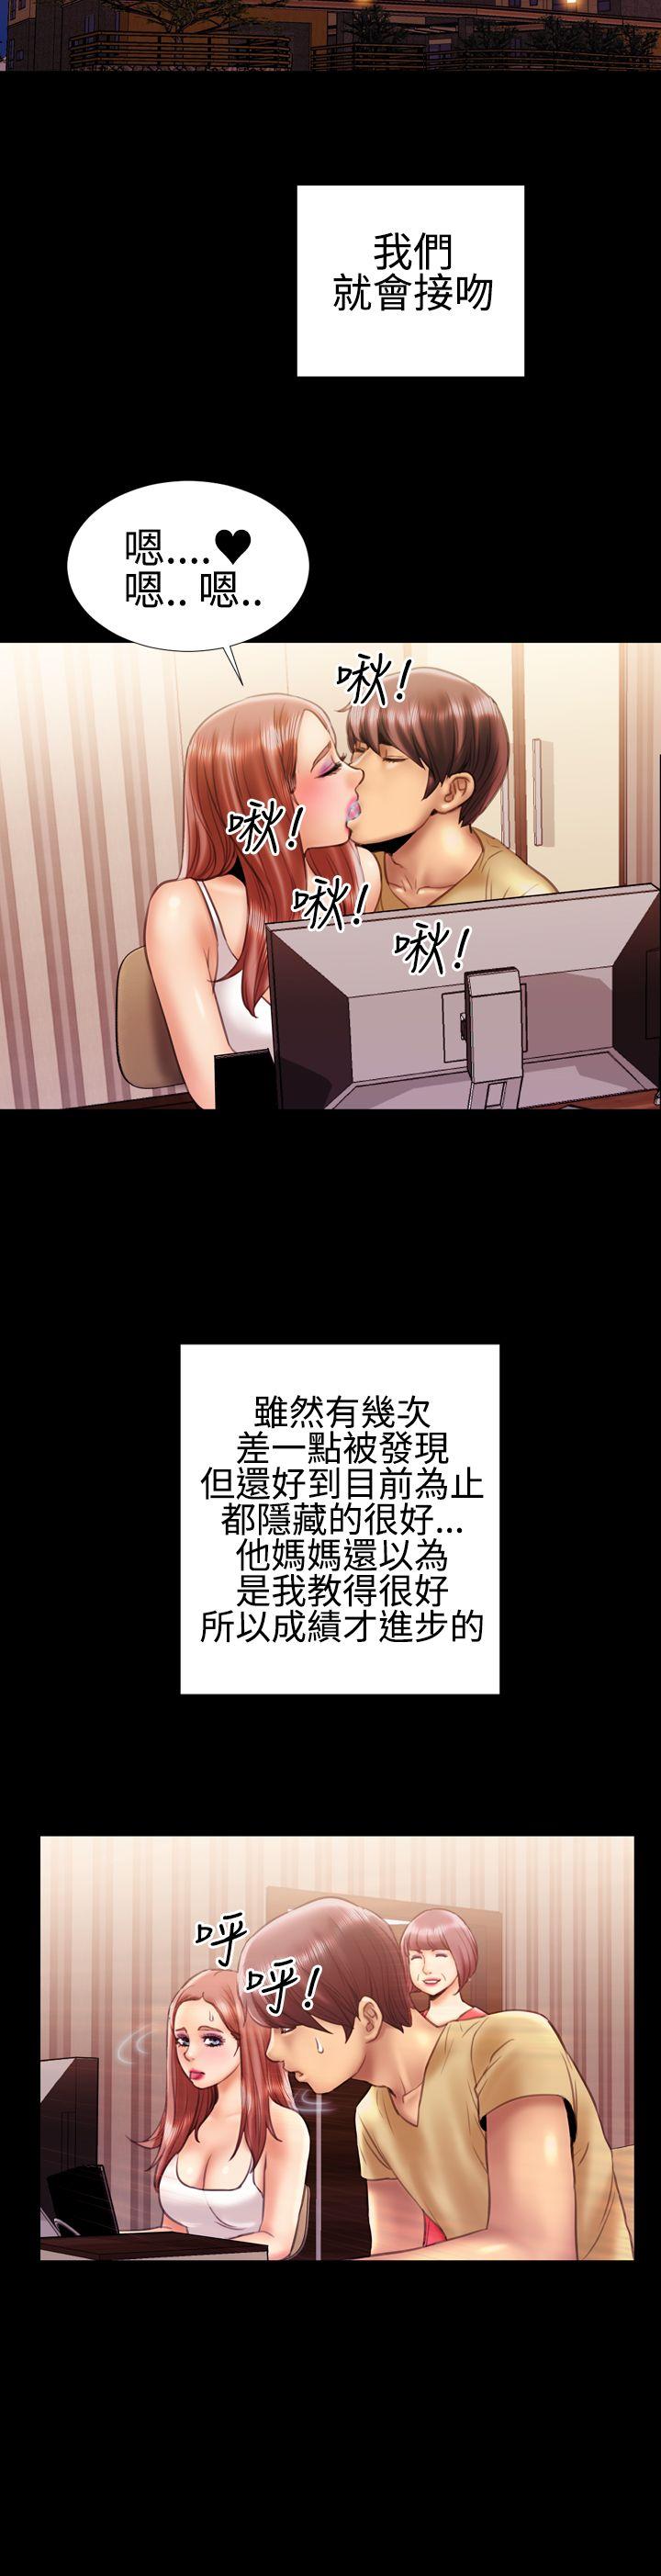 我們
就會接吻
嗯....♥
嗯.. 嗯..
啾!
啾!
啾!
啾!
雖然有幾次
差一點被發現
但還好到目前為止
都隱藏的很好...
他媽媽還以為
是我教得很好
所以成績才進步的
呼
呼!